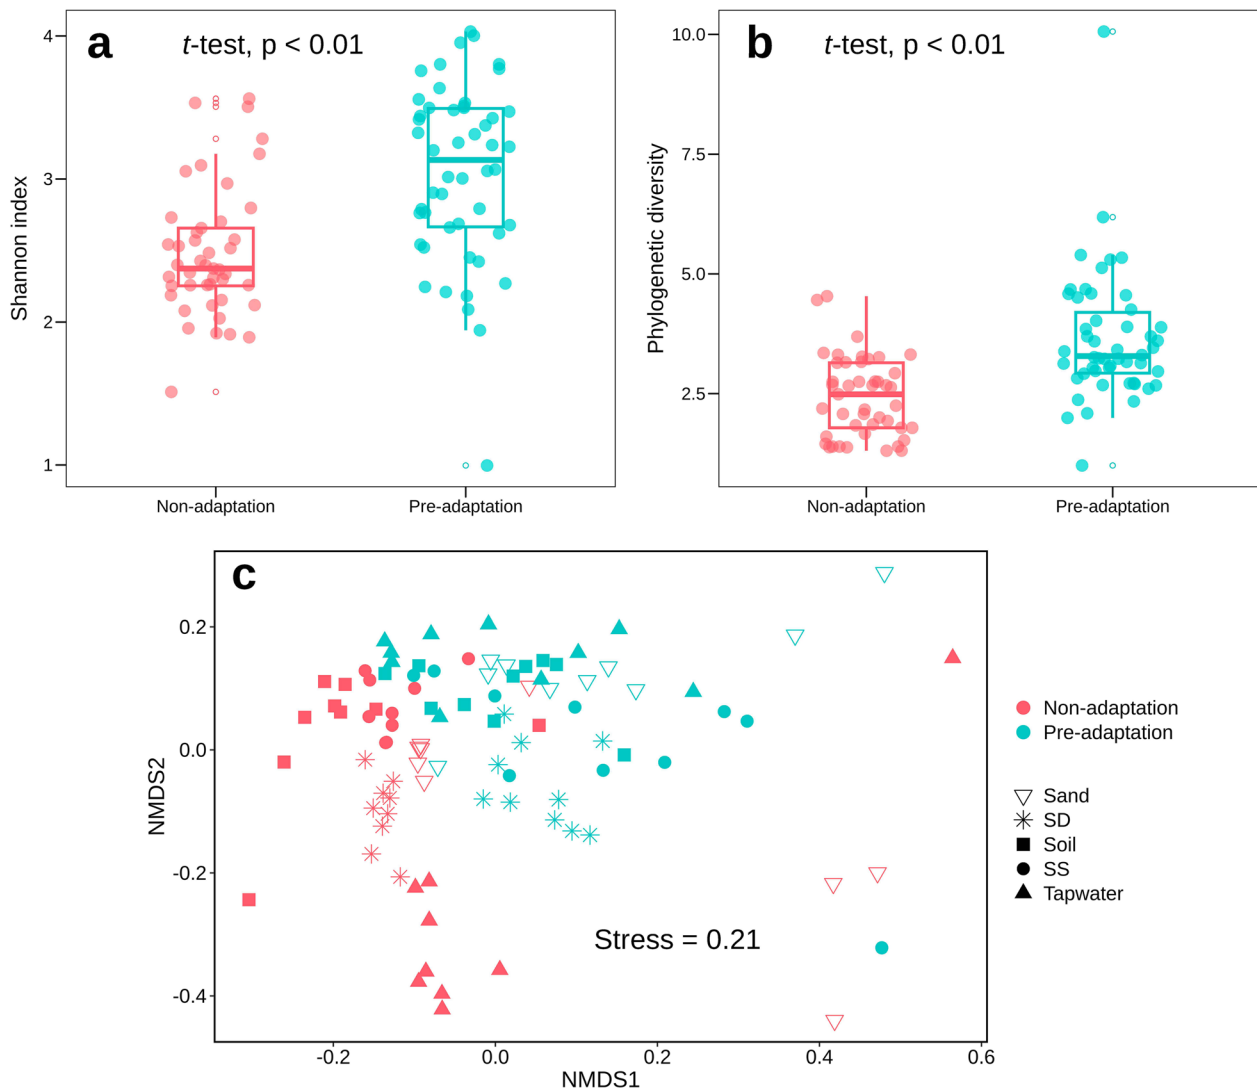 a
t-test, p < 0.01
Shannon index
4
3
2
1
Non-adaptation
Pre-adaptation
b
t-test, p < 0.01
Phylogenetic diversity
10.0
7.5
5.0
2.5
Non-adaptation
Pre-adaptation
c
NMDS2
0.2
0.0
-0.2
-0.4
Stress = 0.21
-0.2
0.0
0.2
0.4
0.6
NMDS1
Non-adaptation
Pre-adaptation
Sand
SD
Soil
SS
Tapwater